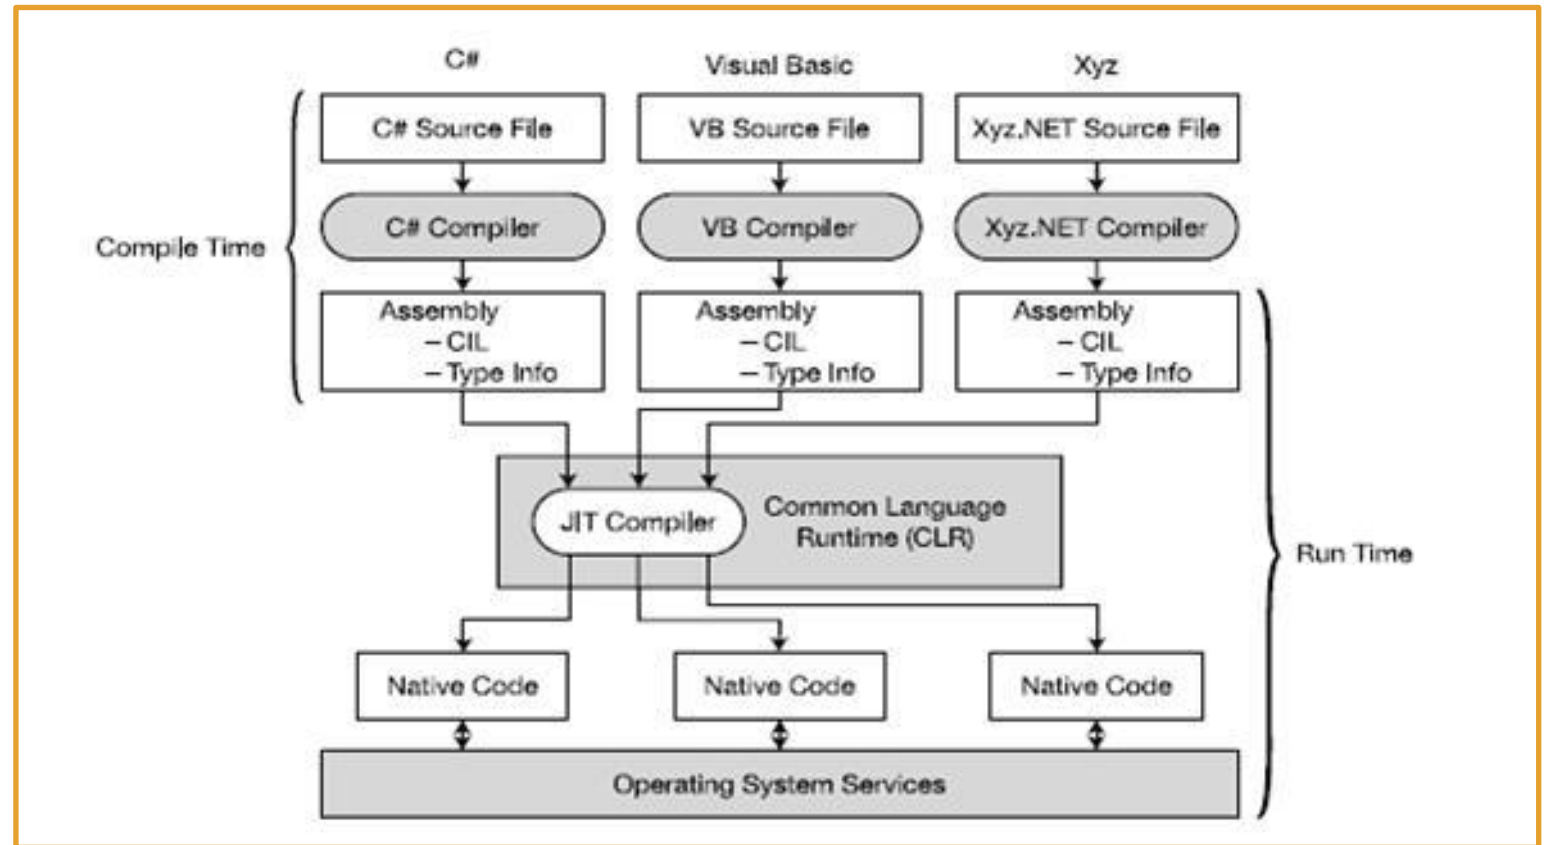 C#
Visual Basic
Xyz
C# Source File
VB Source File
Xyz.NET Source File
C# Compiler
VB Compiler
Xyz.NET Compiler
Compile Time
Assembly
– CIL
– Type Info
Assembly
– CIL
– Type Info
Assembly
– CIL
– Type Info
JIT Compiler
Common Language
Runtime (CLR)
Run Time
Native Code
Native Code
Native Code
Operating System Services